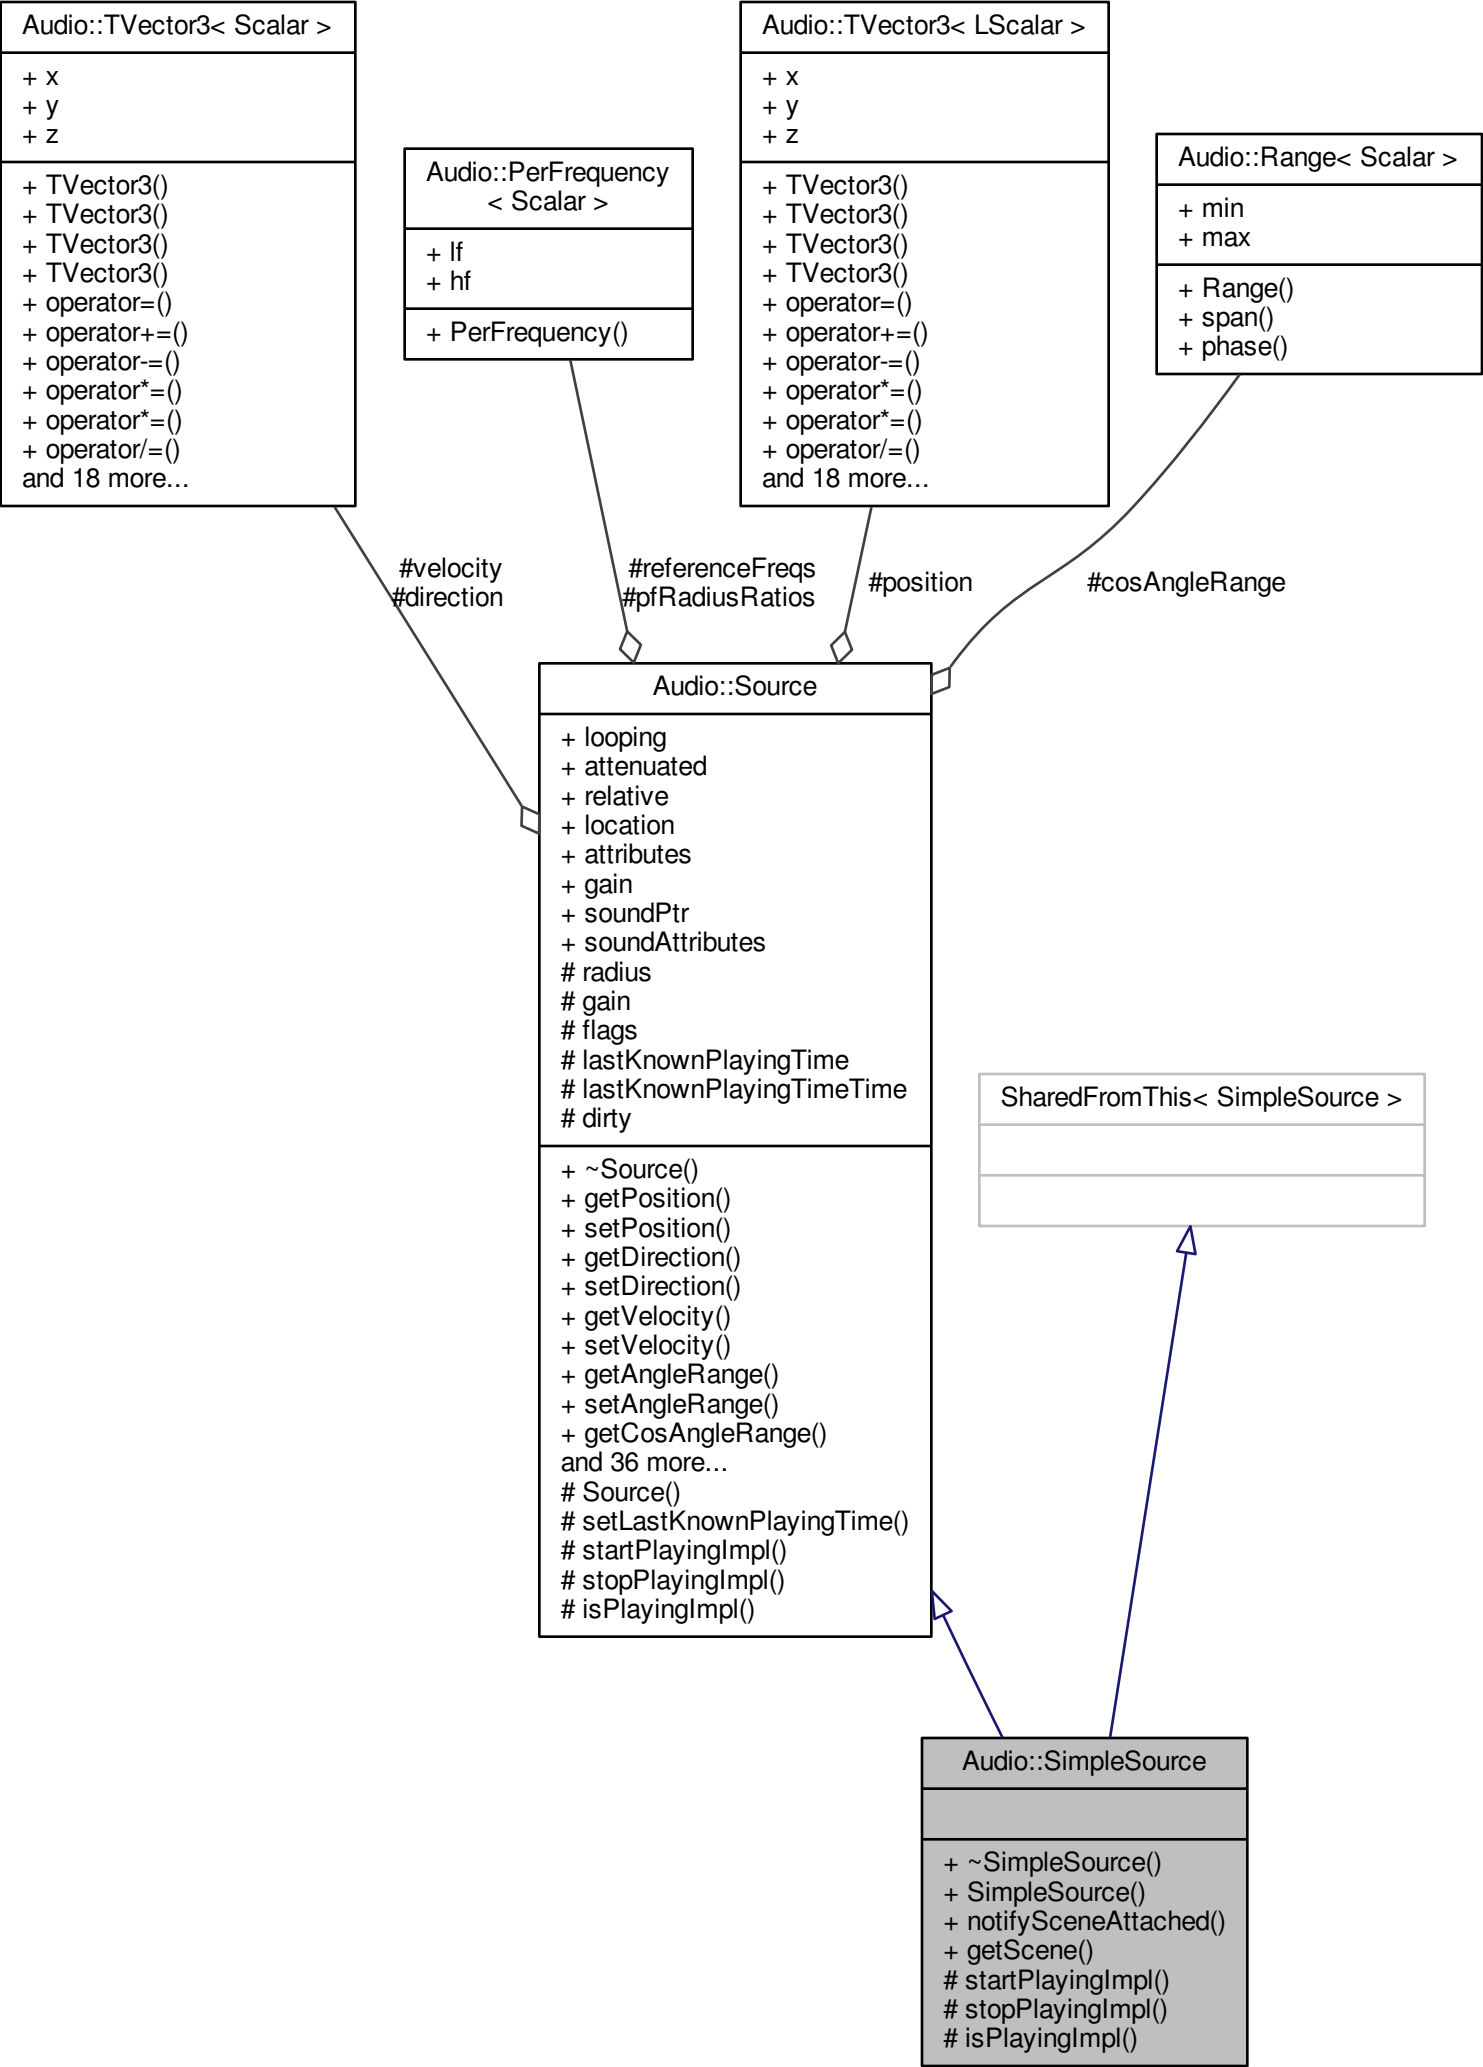 Audio::TVector3< Scalar >
+ x
+ y
+ z
+ TVector3()
+ TVector3()
+ TVector3()
+ TVector3()
+ operator=()
+ operator+=()
+ operator-=()
+ operator*=()
+ operator*=()
+ operator/=()
and 18 more...
Audio::PerFrequency
< Scalar >
+ lf
+ hf
+ PerFrequency()
Audio::TVector3< LScalar >
+ x
+ y
+ z
+ TVector3()
+ TVector3()
+ TVector3()
+ TVector3()
+ operator=()
+ operator+=()
+ operator-=()
+ operator*=()
+ operator*=()
+ operator/=()
and 18 more...
Audio::Range< Scalar >
+ min
+ max
+ Range()
+ span()
+ phase()
#velocity
#direction
#referenceFreqs
#pfRadiusRatios
#position
#cosAngleRange
Audio::Source
+ looping
+ attenuated
+ relative
+ location
+ attributes
+ gain
+ soundPtr
+ soundAttributes
# radius
# gain
# flags
# lastKnownPlayingTime
# lastKnownPlayingTimeTime
# dirty
+ ~Source()
+ getPosition()
+ setPosition()
+ getDirection()
+ setDirection()
+ getVelocity()
+ setVelocity()
+ getAngleRange()
+ setAngleRange()
+ getCosAngleRange()
and 36 more...
# Source()
# setLastKnownPlayingTime()
# startPlayingImpl()
# stopPlayingImpl()
# isPlayingImpl()
SharedFromThis< SimpleSource >
Audio::SimpleSource
+ ~SimpleSource()
+ SimpleSource()
+ notifySceneAttached()
+ getScene()
# startPlayingImpl()
# stopPlayingImpl()
# isPlayingImpl()